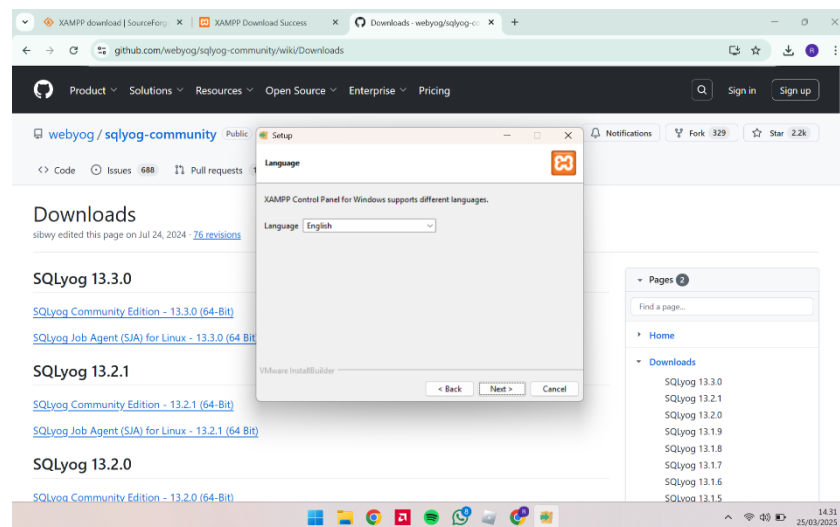 XAMPP download | SourceForg
XAMPP Download Success
Downloads · webyog/sqlyog-co
github.com/webyog/sqlyog-community/wiki/Downloads
Product
Solutions
Resources
Open Source
Enterprise
Pricing
Sign in
Sign up
webyog / sqlyog-community
Public
Notifications
Fork 329
Star 2.2k
Code
Issues 688
Pull requests 1
Setup
Language
XAMPP Control Panel for Windows supports different languages.
Language English
VMware InstallBuilder
< Back
Next >
Cancel
Downloads
sibwy edited this page on Jul 24, 2024 · 76 revisions
SQLyog 13.3.0
SQLyog Community Edition - 13.3.0 (64-Bit)
SQLyog Job Agent (SJA) for Linux - 13.3.0 (64 Bit
SQLyog 13.2.1
SQLyog Community Edition - 13.2.1 (64-Bit)
SQLyog Job Agent (SJA) for Linux - 13.2.1 (64 Bit)
SQLyog 13.2.0
SQLyog Community Edition - 13.2.0 (64-Bit)
Pages 2
Find a page...
Home
Downloads
SQLyog 13.3.0
SQLyog 13.2.1
SQLyog 13.2.0
SQLyog 13.1.9
SQLyog 13.1.8
SQLyog 13.1.7
SQLyog 13.1.6
SQLyog 13.1.5
25/03/2025